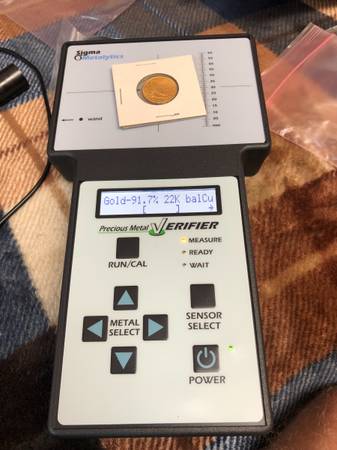 Sigma
Metalytics
wand
Gold-91.7% 22K balCu
[ ] →
Precious Metal VERIFIER
MEASURE
READY
WAIT
RUN/CAL
METAL
SELECT
SENSOR
SELECT
POWER